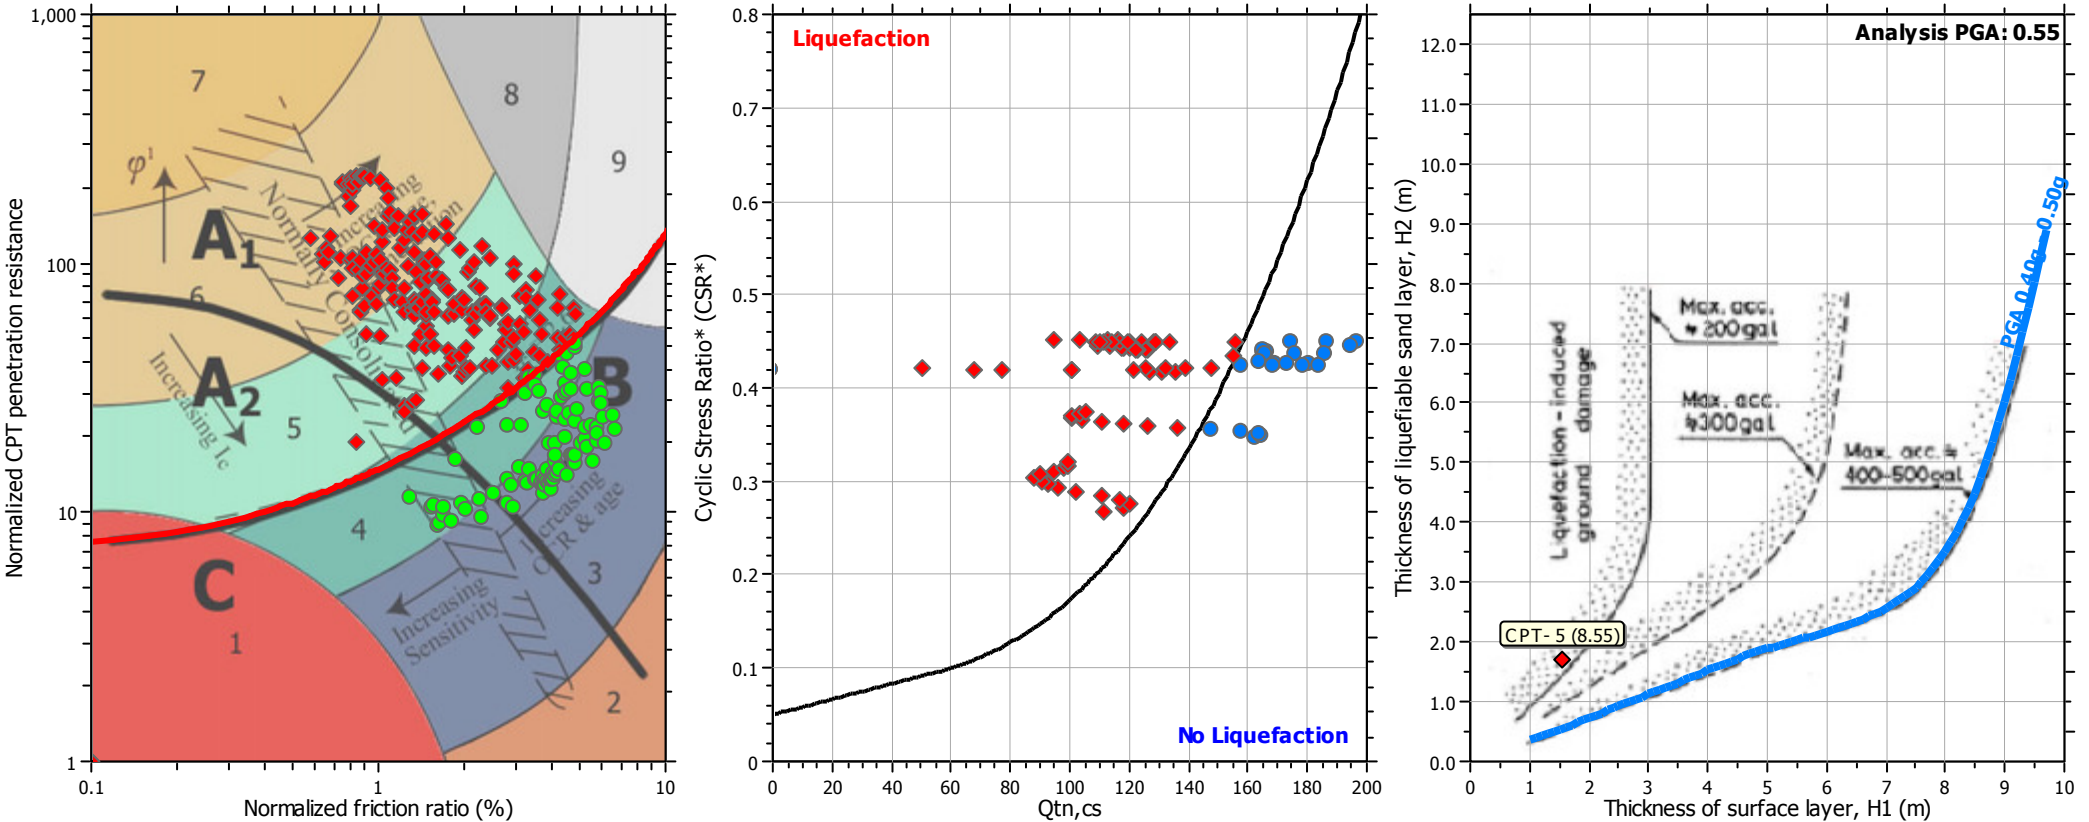 1,000
100
10
1
Normalized CPT penetration resistance
7
8
9
φ¹
A1
6
A2
5
B
4
3
C
1
2
Normally Consolidated
Increasing
Increasing Ic
Increasing
OCR & age
Increasing
Sensitivity
0.1
1
10
Normalized friction ratio (%)
Liquefaction
0.8
0.7
0.6
0.5
0.4
0.3
0.2
0.1
0
Cyclic Stress Ratio* (CSR*)
No Liquefaction
0 20 40 60 80 100 120 140 160 180 200
Qtn,cs
Analysis PGA: 0.55
12.0
11.0
10.0
9.0
8.0
7.0
6.0
5.0
4.0
3.0
2.0
1.0
0.0
Thickness of liquefiable sand layer, H2 (m)
PGA 0.40g - 0.50g
Max. acc.
≒ 200gal
Liquefaction - induced
ground damage
Max. acc.
≒300gal
Max. acc. ≒
400-500gal
CPT- 5 (8.55)
0 1 2 3 4 5 6 7 8 9 10
Thickness of surface layer, H1 (m)